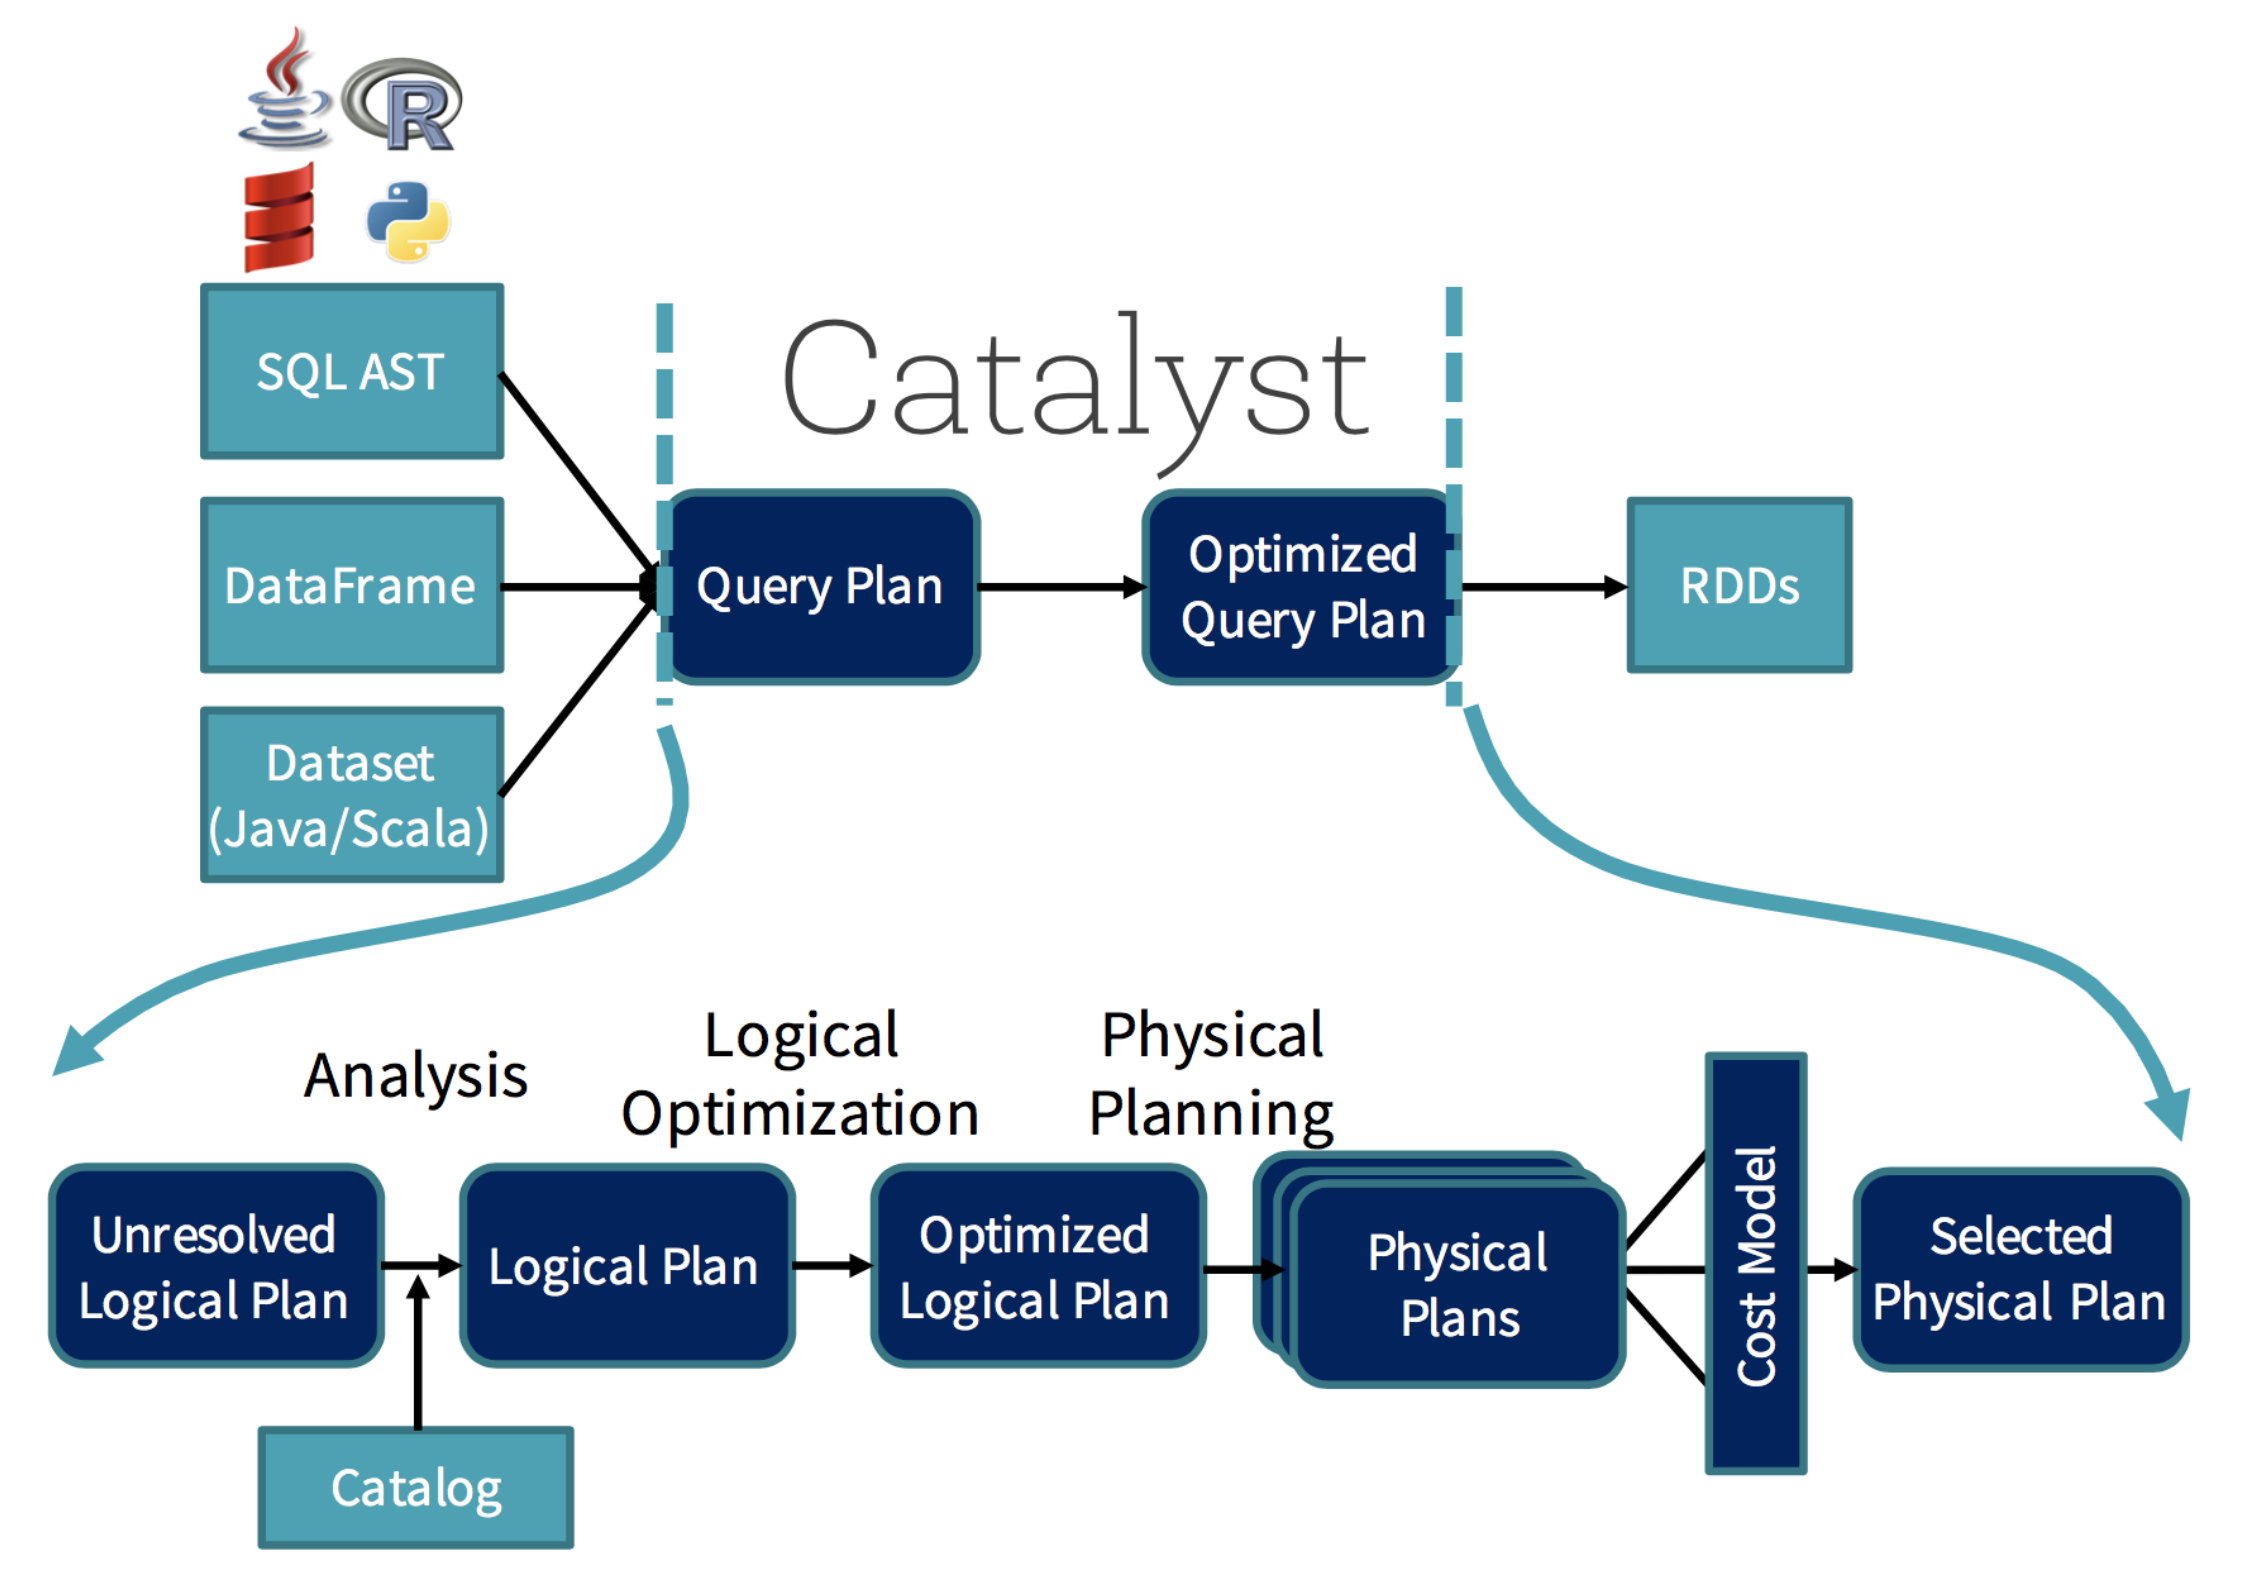 R
SQL AST
Catalyst
DataFrame
Query Plan
Optimized
Query Plan
RDDs
Dataset
(Java/Scala)
Analysis
Logical
Optimization
Physical
Planning
Unresolved
Logical Plan
Logical Plan
Optimized
Logical Plan
Physical
Plans
Cost Model
Selected
Physical Plan
Catalog